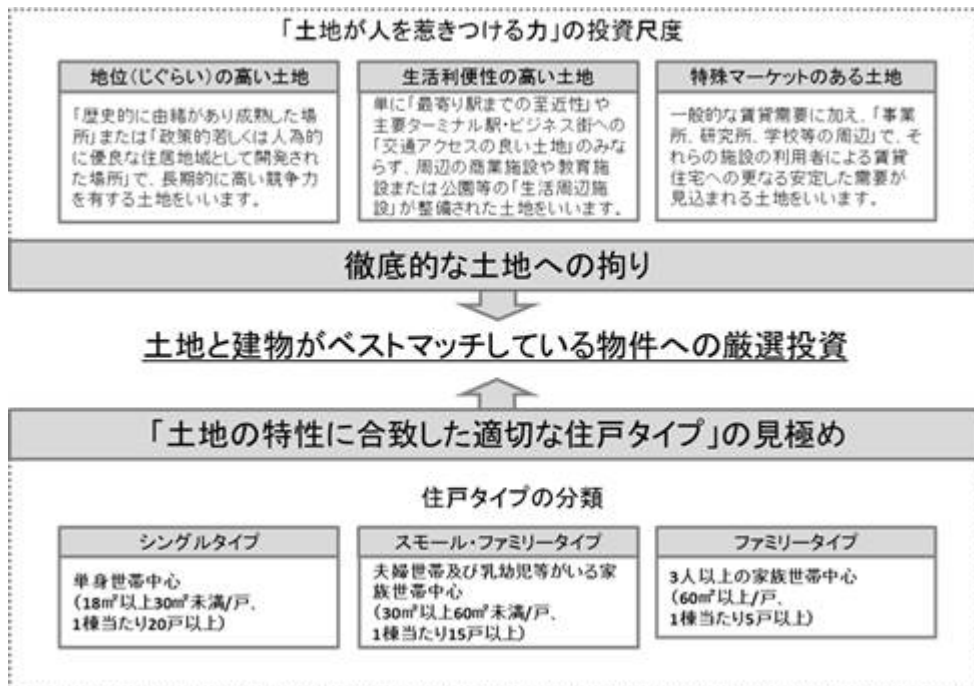 「土地が人を惹きつける力」の投資尺度
地位(じぐらい)の高い土地
「歴史的に由緒があり成熟した場
所」または「政策的若しくは人為的
に優良な住居地域として開発され
た場所」で、長期的に高い競争力
を有する土地をいいます。
生活利便性の高い土地
単に「最寄り駅までの至近性」や
主要ターミナル駅・ビジネス街への
「交通アクセスの良い土地」のみな
らず、周辺の商業施設や教育施
設または公園等の「生活周辺施
設」が整備された土地をいいます。
特殊マーケットのある土地
一般的な賃貸需要に加え、「事業
所、研究所、学校等の周辺」で、そ
れらの施設の利用者による賃貸
住宅への更なる安定した需要が
見込まれる土地をいいます。
徹底的な土地への拘り
土地と建物がベストマッチしている物件への厳選投資
「土地の特性に合致した適切な住戸タイプ」の見極め
住戸タイプの分類
シングルタイプ
単身世帯中心
(18㎡以上30㎡未満/戸、
1棟当たり20戸以上)
スモール・ファミリータイプ
夫婦世帯及び乳幼児等がいる家
族世帯中心
(30㎡以上60㎡未満/戸、
1棟当たり15戸以上)
ファミリータイプ
3人以上の家族世帯中心
(60㎡以上/戸、
1棟当たり5戸以上)